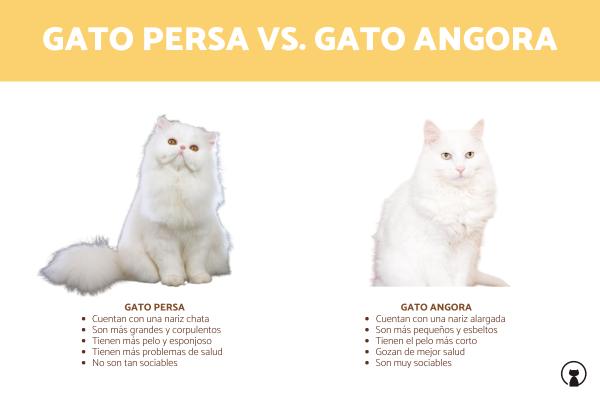 GATO PERSA VS. GATO ANGORA
GATO PERSA
Cuentan con una nariz chata
Son más grandes y corpulentos
Tienen más pelo y esponjoso
Tienen más problemas de salud
No son tan sociables
GATO ANGORA
Cuentan con una nariz alargada
Son más pequeños y esbeltos
Tienen el pelo más corto
Gozan de mejor salud
Son muy sociables